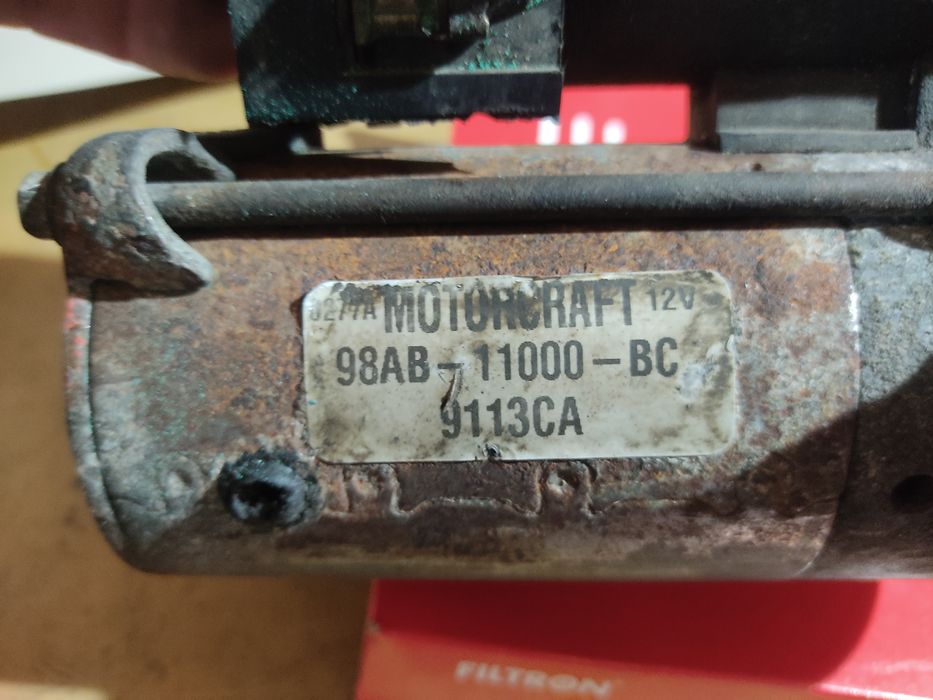 MOTORCRAFT 12V
98AB-11000-BC
9113CA
FILTRON